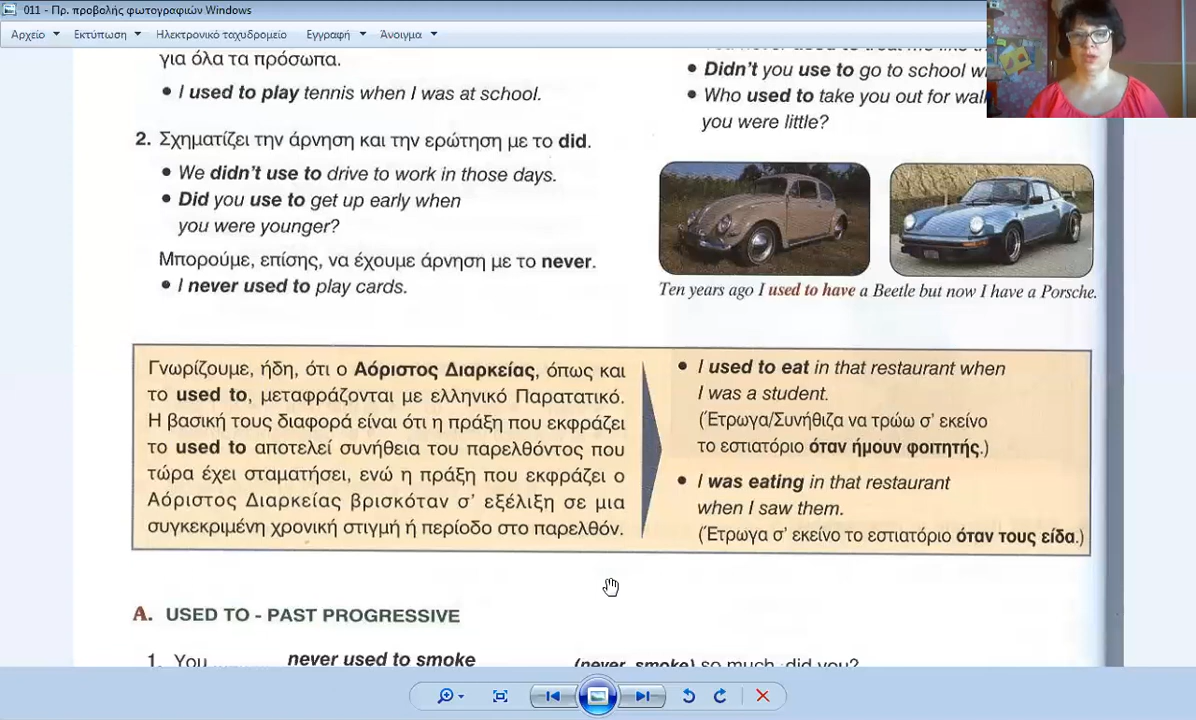 011 - Πρ. προβολής φωτογραφιών Windows
Αρχείο Εκτύπωση Ηλεκτρονικό ταχυδρομείο Εγγραφή Άνοιγμα
για όλα τα πρόσωπα.
• I used to play tennis when I was at school.
2. Σχηματίζει την άρνηση και την ερώτηση με το did.
• We didn't use to drive to work in those days.
• Did you use to get up early when
you were younger?
Μπορούμε, επίσης, να έχουμε άρνηση με το never.
• I never used to play cards.
• Didn't you use to go to school
• Who used to take you out for
you were little?
Ten years ago I used to have a Beetle but now I have a Porsche.
Γνωρίζουμε, ήδη, ότι ο Αόριστος Διαρκείας, όπως και
το used to, μεταφράζονται με ελληνικό Παρατατικό.
Η βασική τους διαφορά είναι ότι η πράξη που εκφράζει
το used to αποτελεί συνήθεια του παρελθόντος που
τώρα έχει σταματήσει, ενώ η πράξη που εκφράζει ο
Αόριστος Διαρκείας βρισκόταν σ' εξέλιξη σε μια
συγκεκριμένη χρονική στιγμή ή περίοδο στο παρελθόν.
• I used to eat in that restaurant when
I was a student.
(Έτρωγα/Συνήθιζα να τρώω σ' εκείνο
το εστιατόριο όταν ήμουν φοιτητής.)
• I was eating in that restaurant
when I saw them.
(Έτρωγα σ' εκείνο το εστιατόριο όταν τους είδα.)
A. USED TO - PAST PROGRESSIVE
1. You never used to smoke (never, smoke) so much, did you?